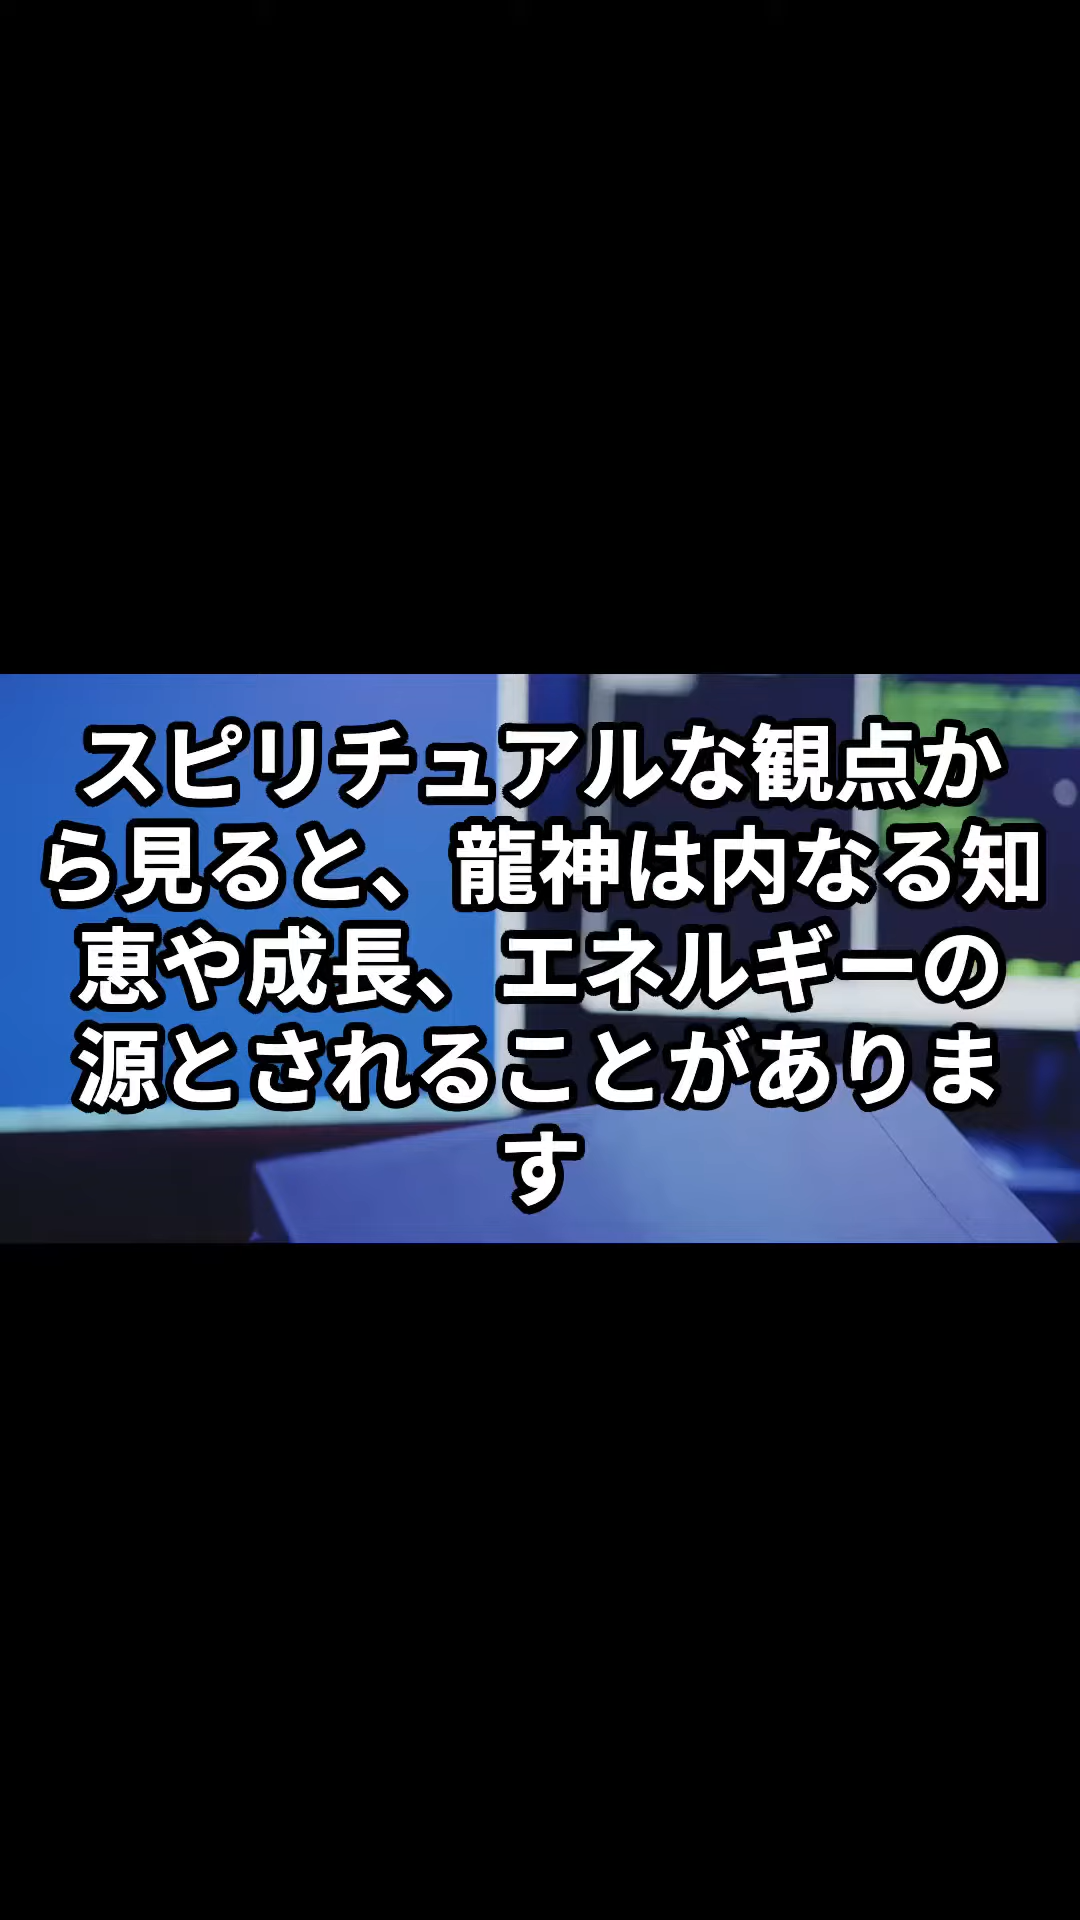 スピリチュアルな観点か
ら見ると、龍神は内なる知
恵や成長、エネルギーの
源とされることがありま
す